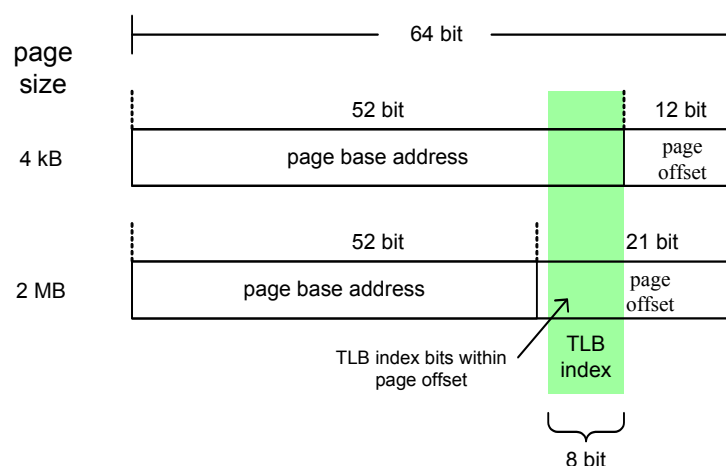 64 bit
page
size
52 bit
12 bit
4 kB
page base address
page
offset
52 bit
21 bit
2 MB
page base address
page
offset
TLB index bits within
page offset
TLB
index
8 bit